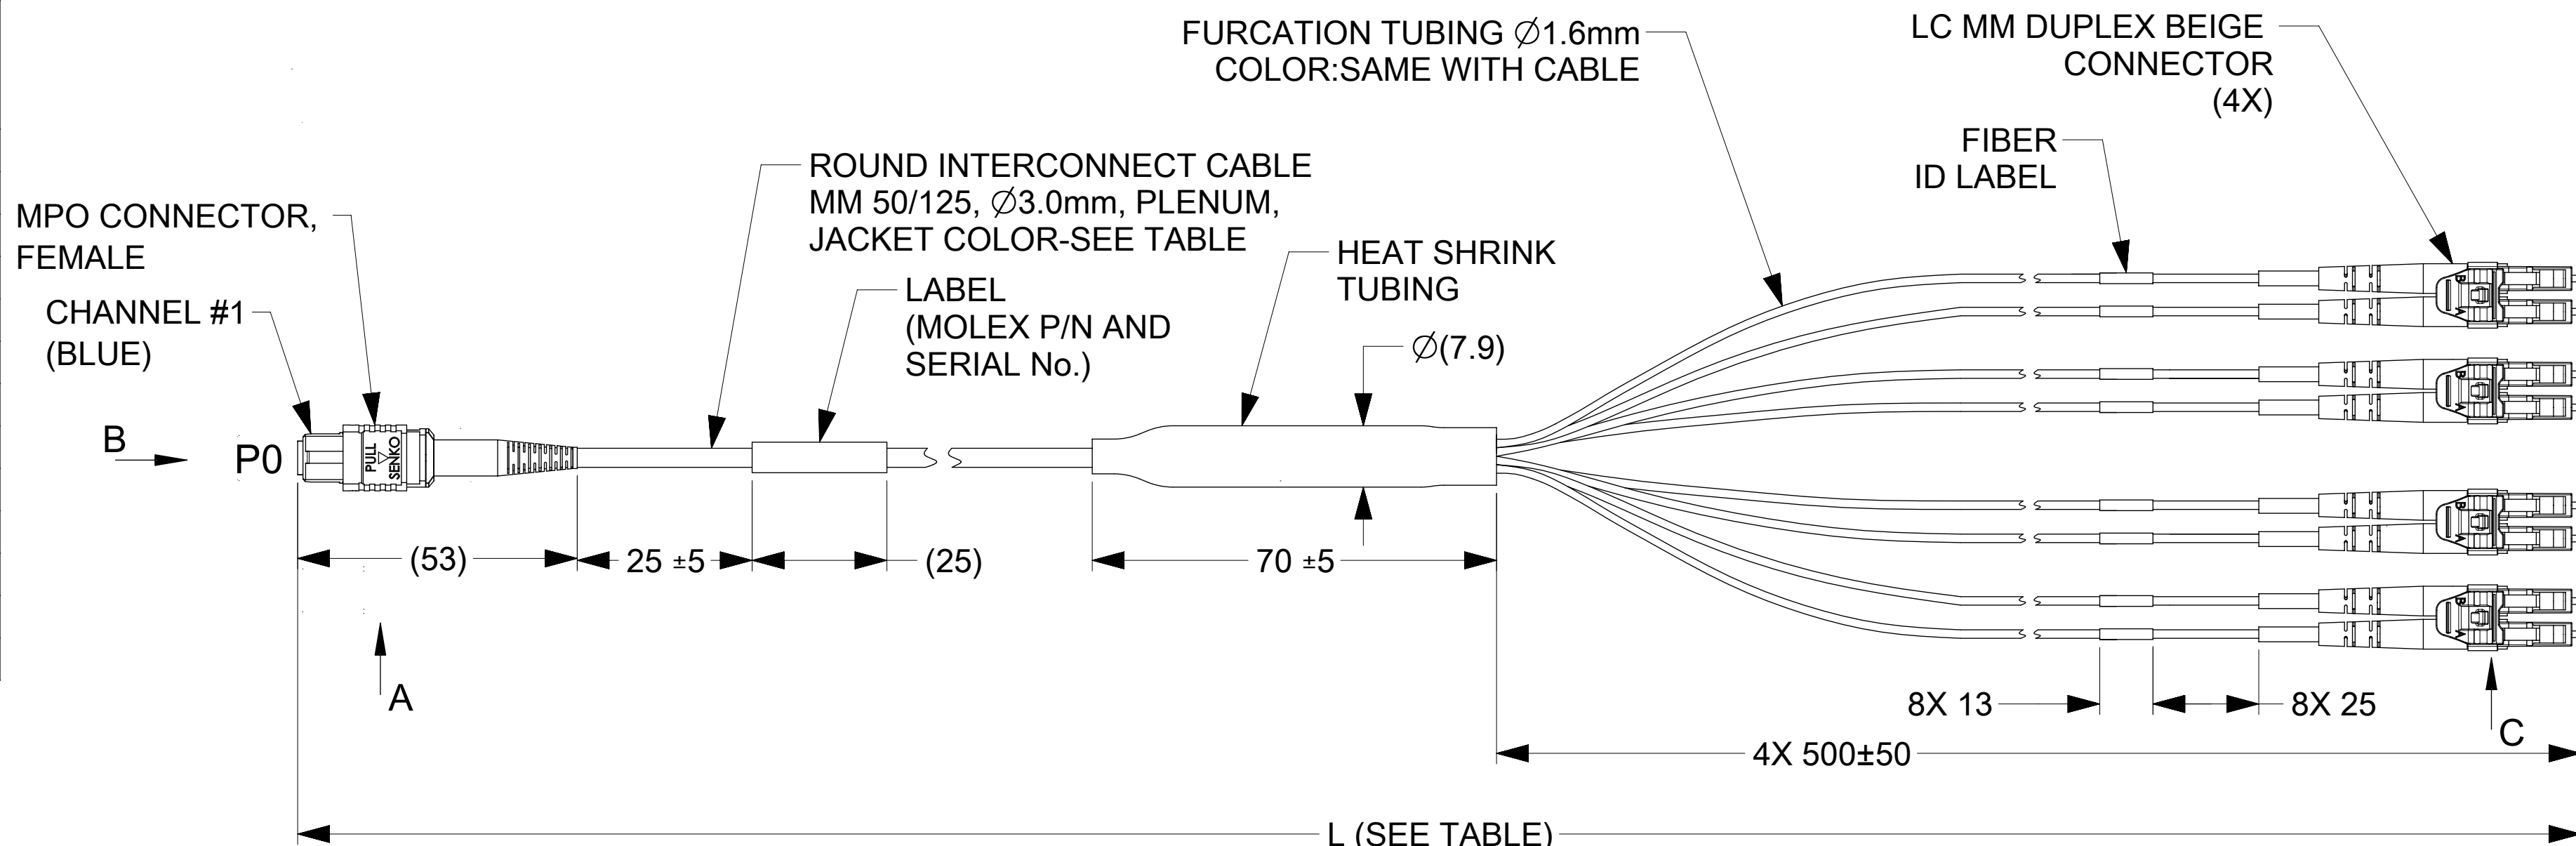 FURCATION TUBING ∅1.6mm
COLOR:SAME WITH CABLE
LC MM DUPLEX BEIGE
CONNECTOR
(4X)
FIBER
ID LABEL
ROUND INTERCONNECT CABLE
MM 50/125, ∅3.0mm, PLENUM,
JACKET COLOR-SEE TABLE
MPO CONNECTOR,
FEMALE
HEAT SHRINK
TUBING
LABEL
(MOLEX P/N AND
SERIAL No.)
CHANNEL #1
(BLUE)
∅(7.9)
B
P0
PULL
SENKO
(53)
25 ±5
(25)
70 ±5
A
8X 13
8X 25
C
4X 500±50
L (SEE TABLE)